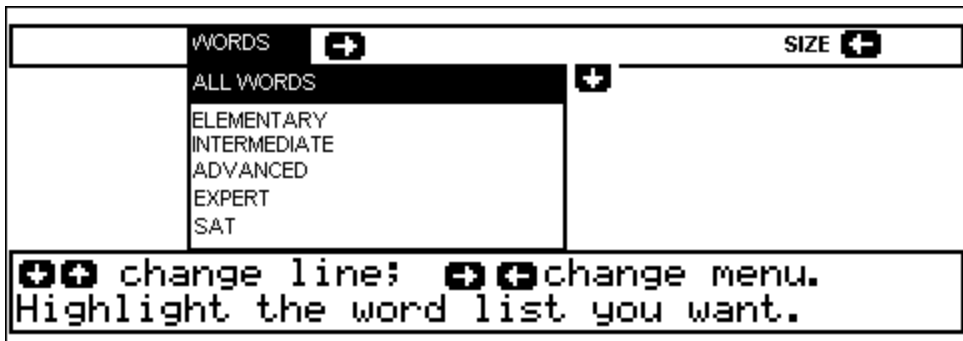 WORDS SIZE
ALL WORDS
ELEMENTARY
INTERMEDIATE
ADVANCED
EXPERT
SAT
change line; change menu.
Highlight the word list you want.